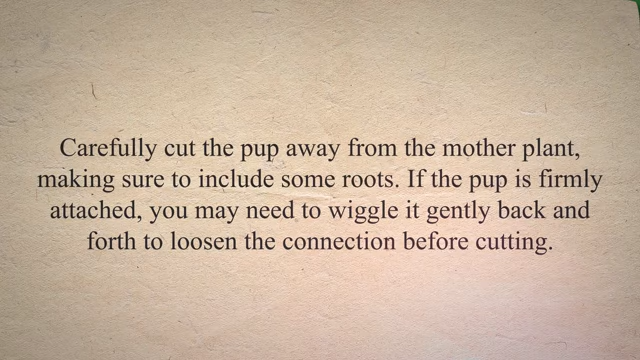 Carefully cut the pup away from the mother plant,
making sure to include some roots. If the pup is firmly
attached, you may need to wiggle it gently back and
forth to loosen the connection before cutting.